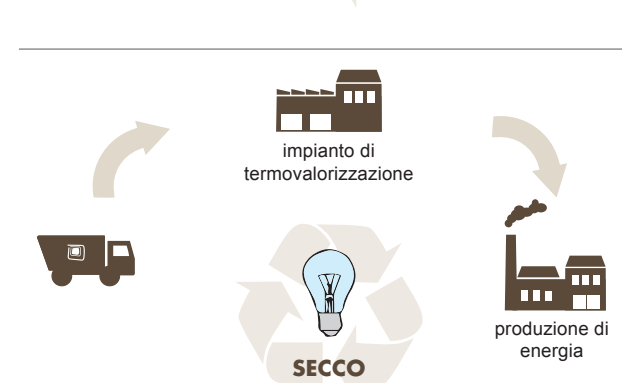 impianto di
termovalorizzazione
produzione di
energia
SECCO